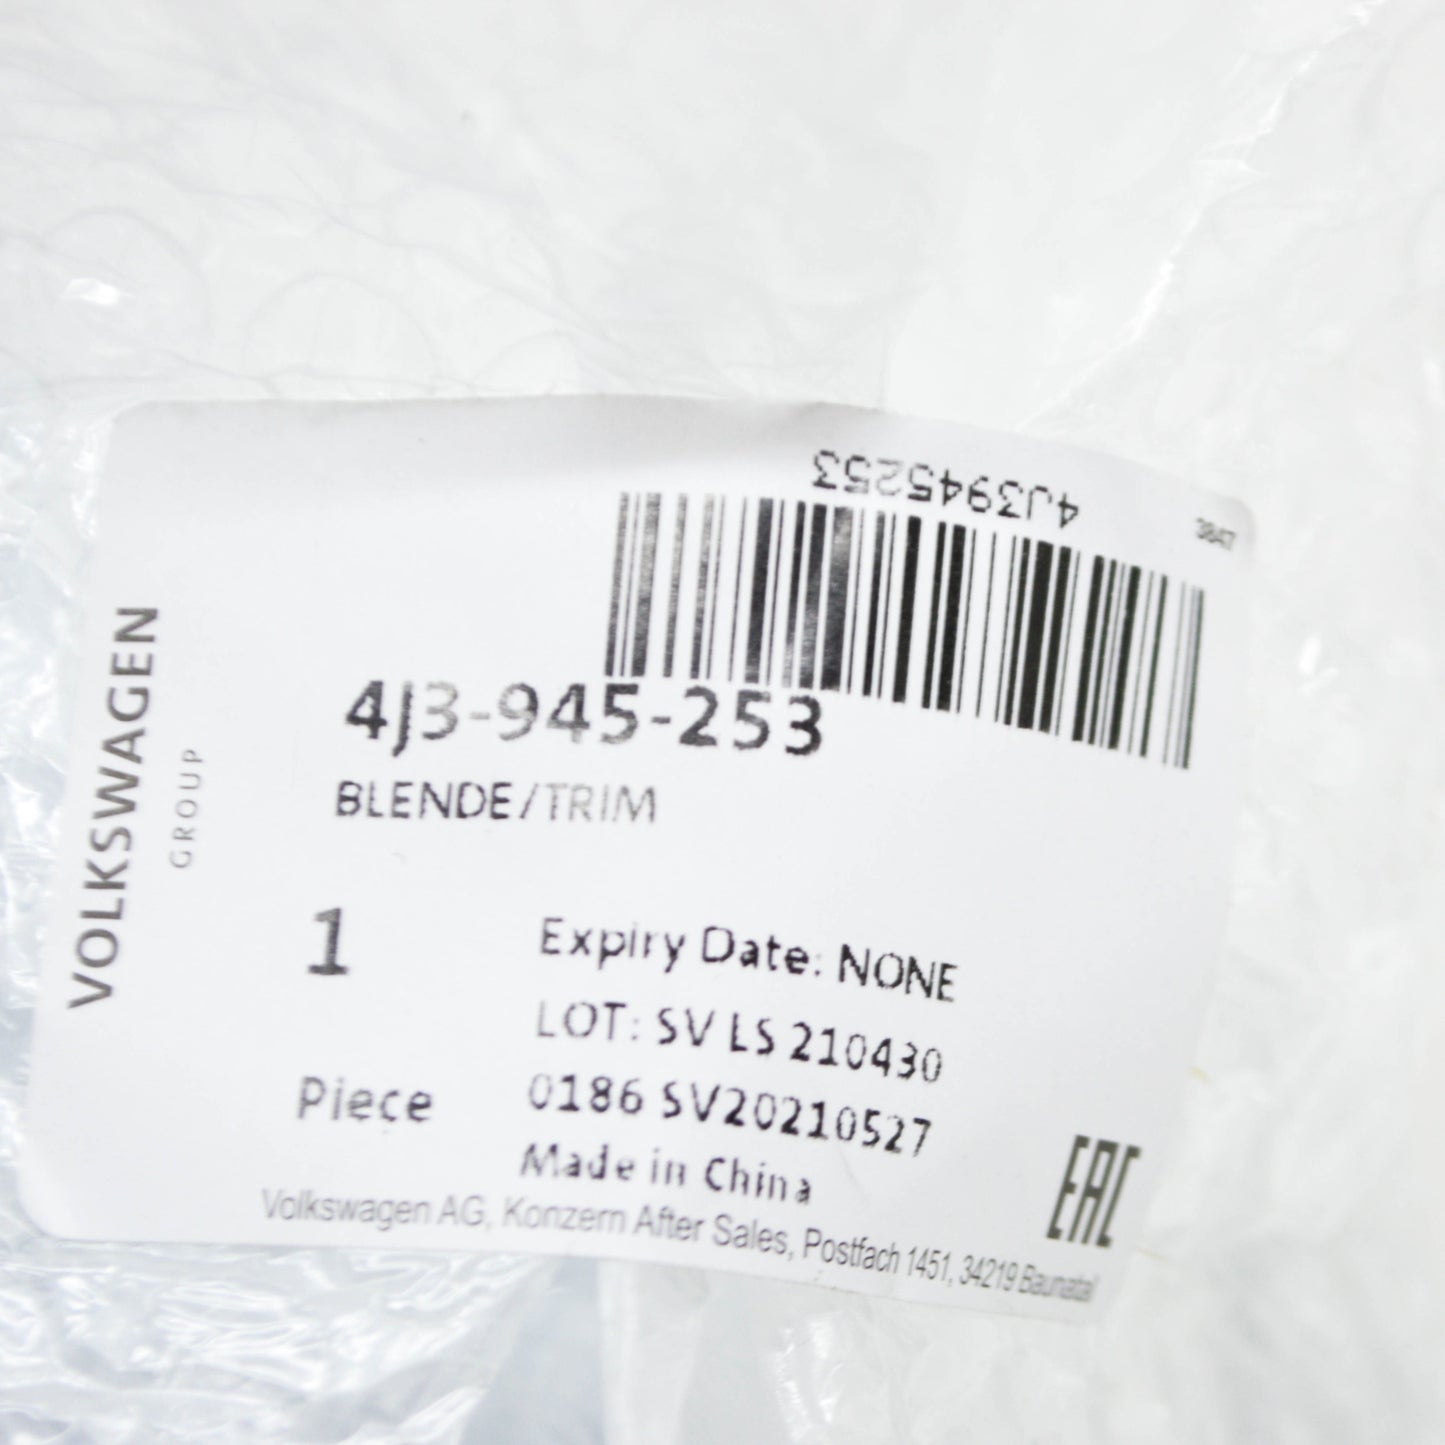 4J3945253
3847
VOLKSWAGEN
GROUP
4J3-945-253
BLENDE/TRIM
1
Expiry Date: NONE
LOT: SV LS 210430
Piece
0186 SV20210527
Made in China
EAC
Volkswagen AG, Konzern After Sales, Postfach 1451, 34219 Baunatal